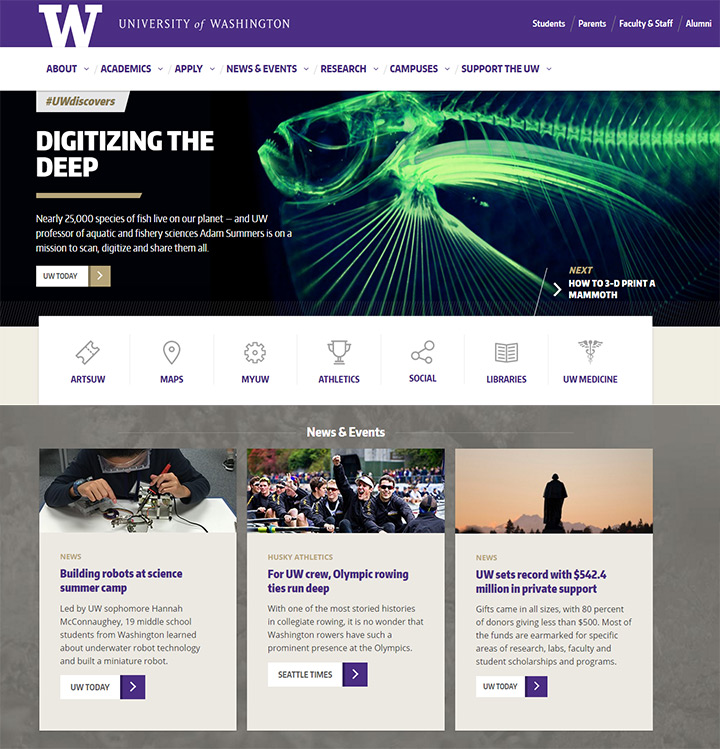 W
UNIVERSITY of WASHINGTON
Students / Parents / Faculty & Staff / Alumni
ABOUT / ACADEMICS / APPLY / NEWS & EVENTS / RESEARCH / CAMPUSES / SUPPORT THE UW
#UWdiscovers
DIGITIZING THE
DEEP
Nearly 25,000 species of fish live on our planet — and UW
professor of aquatic and fishery sciences Adam Summers is on a
mission to scan, digitize and share them all.
UW TODAY
NEXT
HOW TO 3-D PRINT A
MAMMOTH
ARTSUW
MAPS
MYUW
ATHLETICS
SOCIAL
LIBRARIES
UW MEDICINE
News & Events
NEWS
Building robots at science
summer camp
Led by UW sophomore Hannah
McConnaughey, 19 middle school
students from Washington learned
about underwater robot technology
and built a miniature robot.
UW TODAY
HUSKY ATHLETICS
For UW crew, Olympic rowing
ties run deep
With one of the most storied histories
in collegiate rowing, it is no wonder that
Washington rowers have such a
prominent presence at the Olympics.
SEATTLE TIMES
NEWS
UW sets record with $542.4
million in private support
Gifts came in all sizes, with 80 percent
of donors giving less than $500. Most of
the funds are earmarked for specific
areas of research, labs, faculty and
student scholarships and programs.
UW TODAY